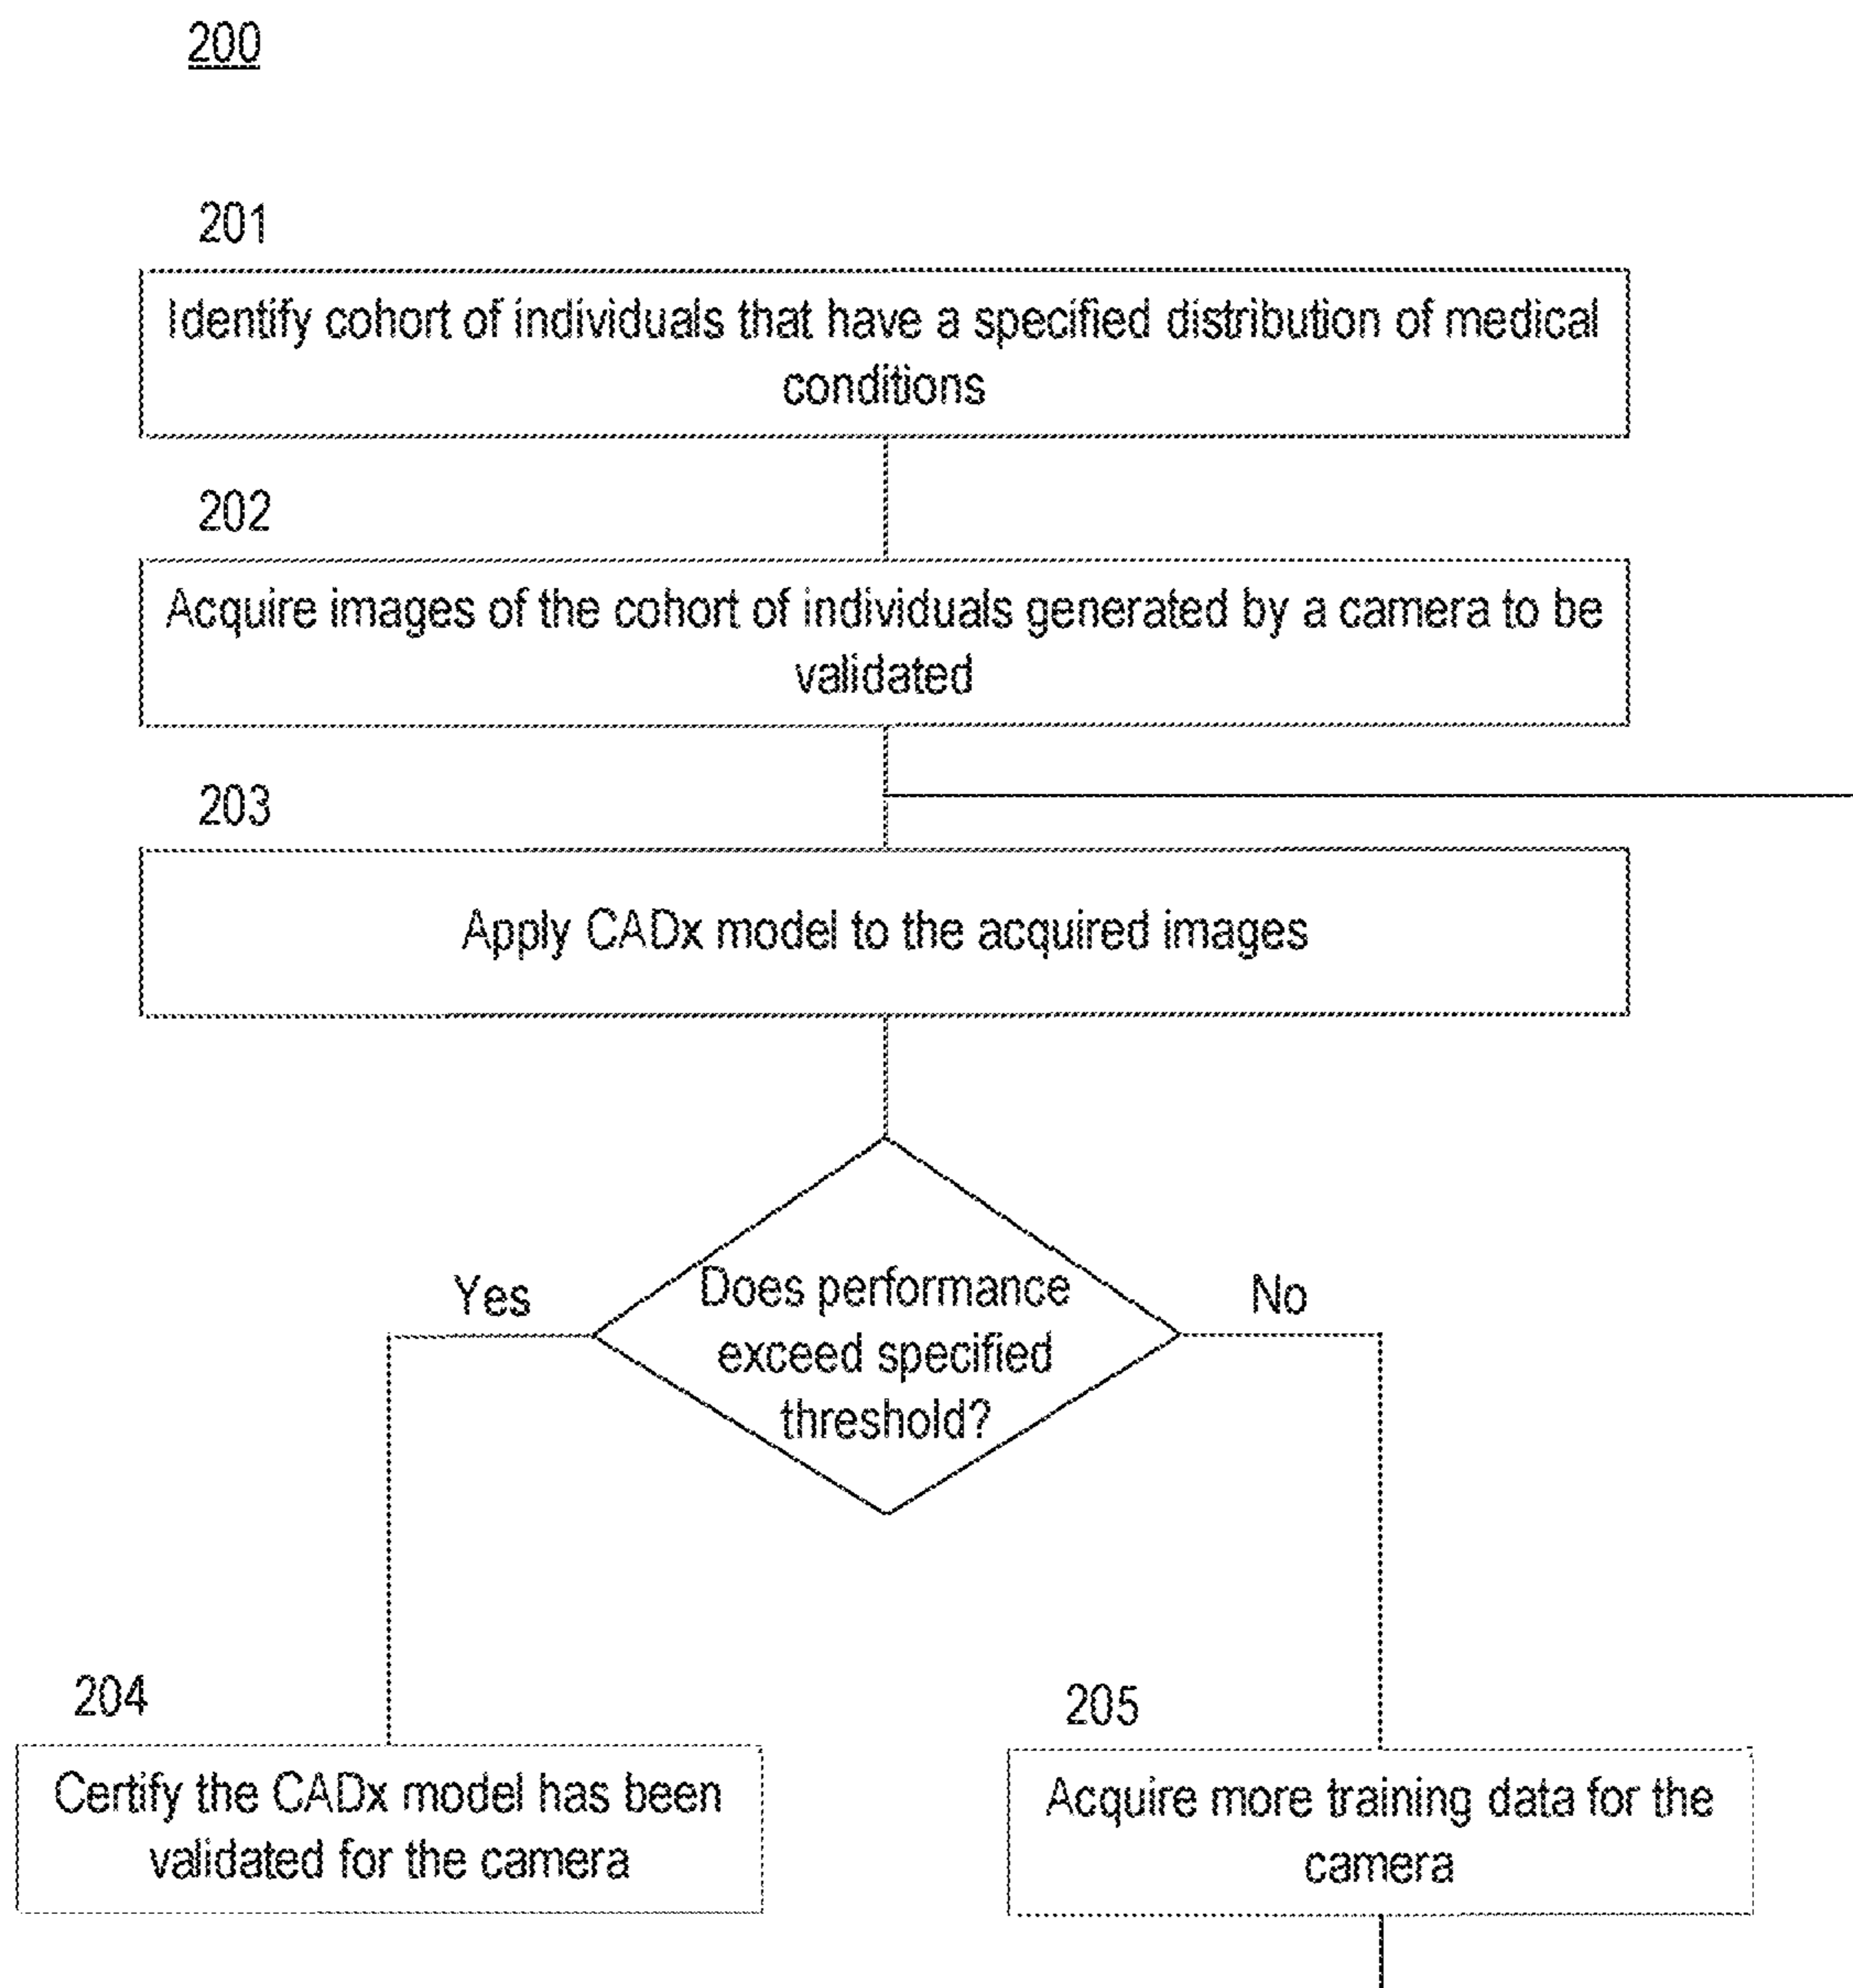 200
201
Identify cohort of individuals that have a specified distribution of medical
conditions
202
Acquire images of the cohort of individuals generated by a camera to be
validated
203
Apply CADx model to the acquired images
Does performance
exceed specified
threshold?
Yes
No
204
Certify the CADx model has been
validated for the camera
205
Acquire more training data for the
camera